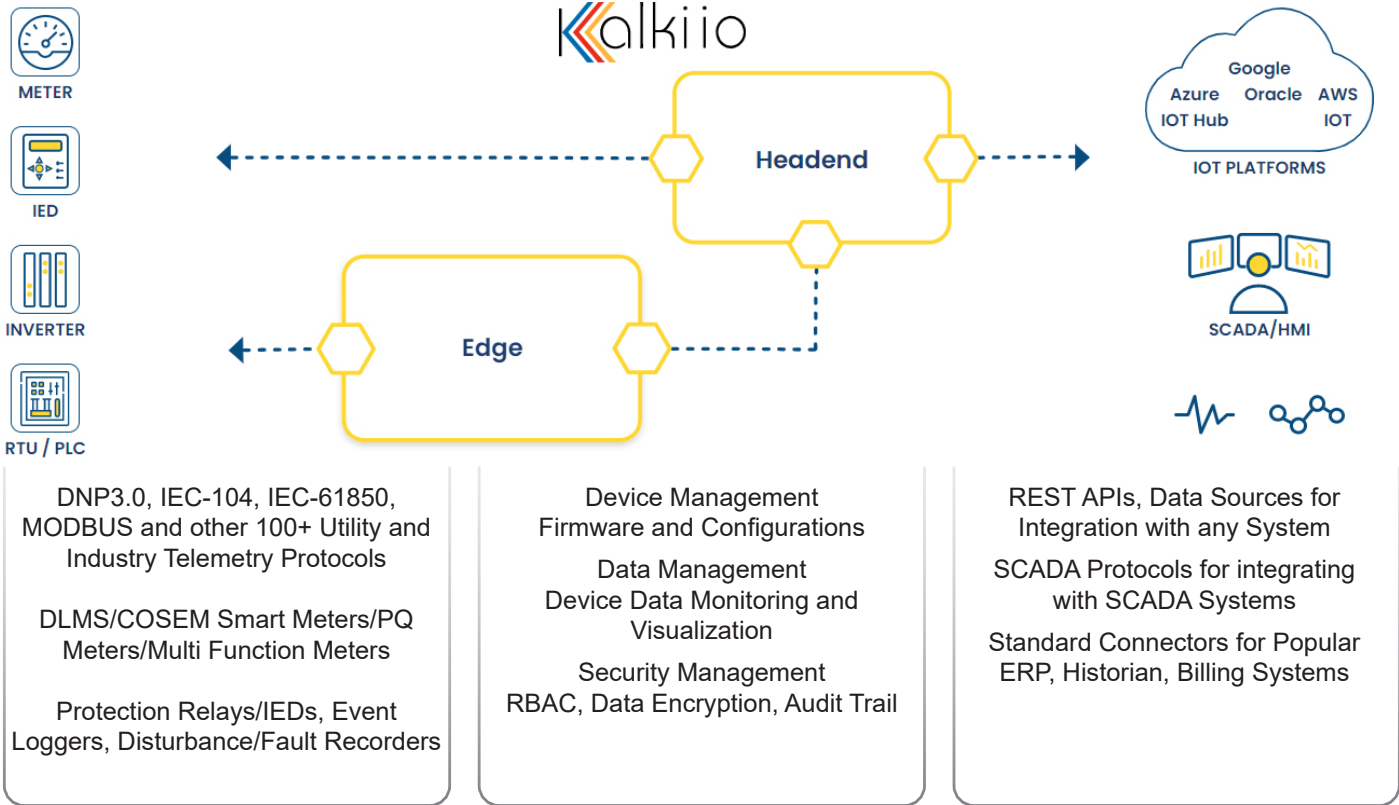 Kalkiio
METER
IED
INVERTER
RTU / PLC
Headend
Edge
Google
Azure Oracle AWS
IOT Hub IOT
IOT PLATFORMS
SCADA/HMI
DNP3.0, IEC-104, IEC-61850,
MODBUS and other 100+ Utility and
Industry Telemetry Protocols
DLMS/COSEM Smart Meters/PQ
Meters/Multi Function Meters
Protection Relays/IEDs, Event
Loggers, Disturbance/Fault Recorders
Device Management
Firmware and Configurations
Data Management
Device Data Monitoring and
Visualization
Security Management
RBAC, Data Encryption, Audit Trail
REST APIs, Data Sources for
Integration with any System
SCADA Protocols for integrating
with SCADA Systems
Standard Connectors for Popular
ERP, Historian, Billing Systems